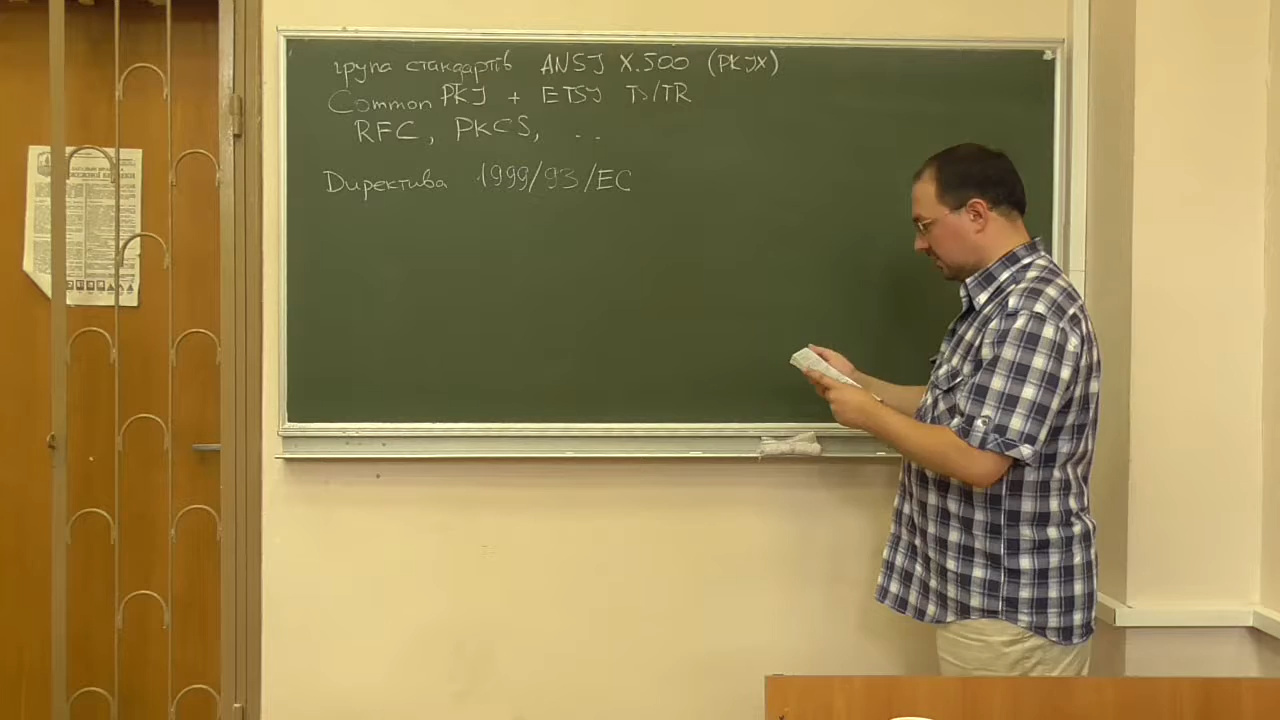 група стандартів ANSI X.500 (PKIX)
Common PKI + ETSI TS/TR
RFC, PKCS, ...
Директива 1999/93/EC